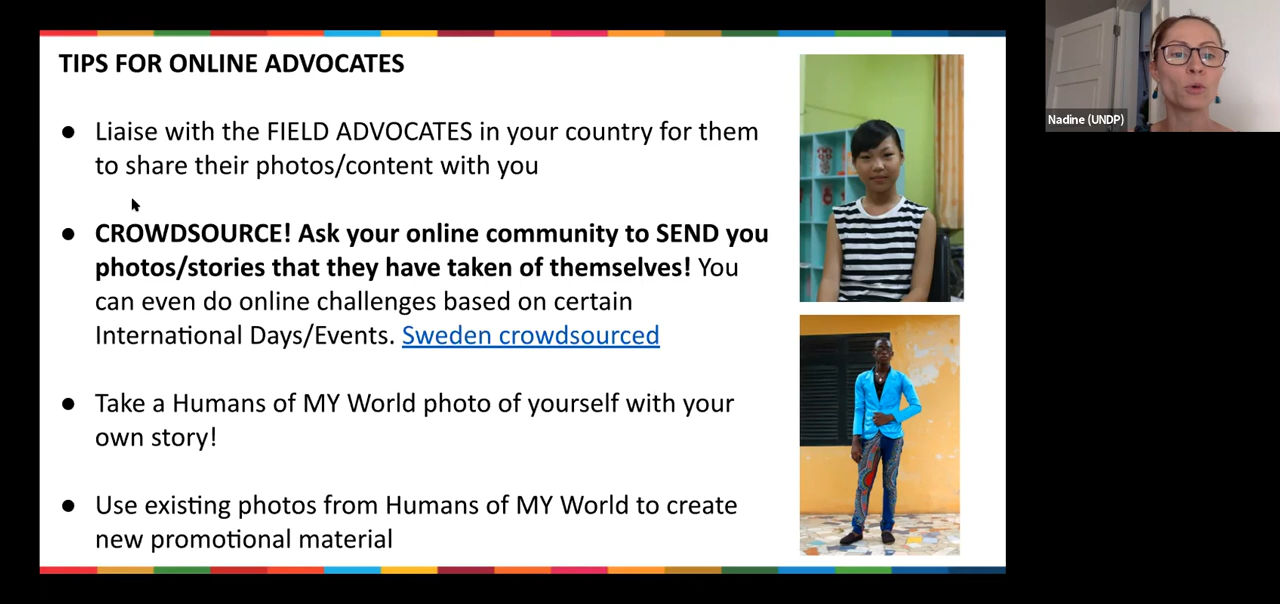 TIPS FOR ONLINE ADVOCATES
● Liaise with the FIELD ADVOCATES in your country for them
to share their photos/content with you
● CROWDSOURCE! Ask your online community to SEND you
photos/stories that they have taken of themselves! You
can even do online challenges based on certain
International Days/Events. Sweden crowdsourced
● Take a Humans of MY World photo of yourself with your
own story!
● Use existing photos from Humans of MY World to create
new promotional material
Nadine (UNDP)